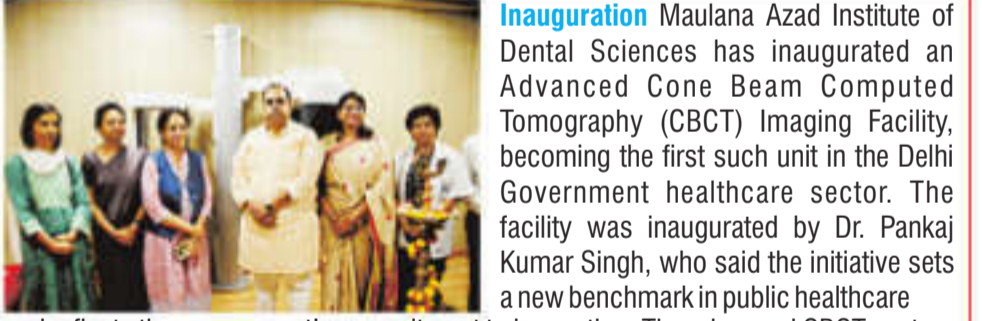 Inauguration Maulana Azad Institute of
Dental Sciences has inaugurated an
Advanced Cone Beam Computed
Tomography (CBCT) Imaging Facility,
becoming the first such unit in the Delhi
Government healthcare sector. The
facility was inaugurated by Dr. Pankaj
Kumar Singh, who said the initiative sets
a new benchmark in public healthcare